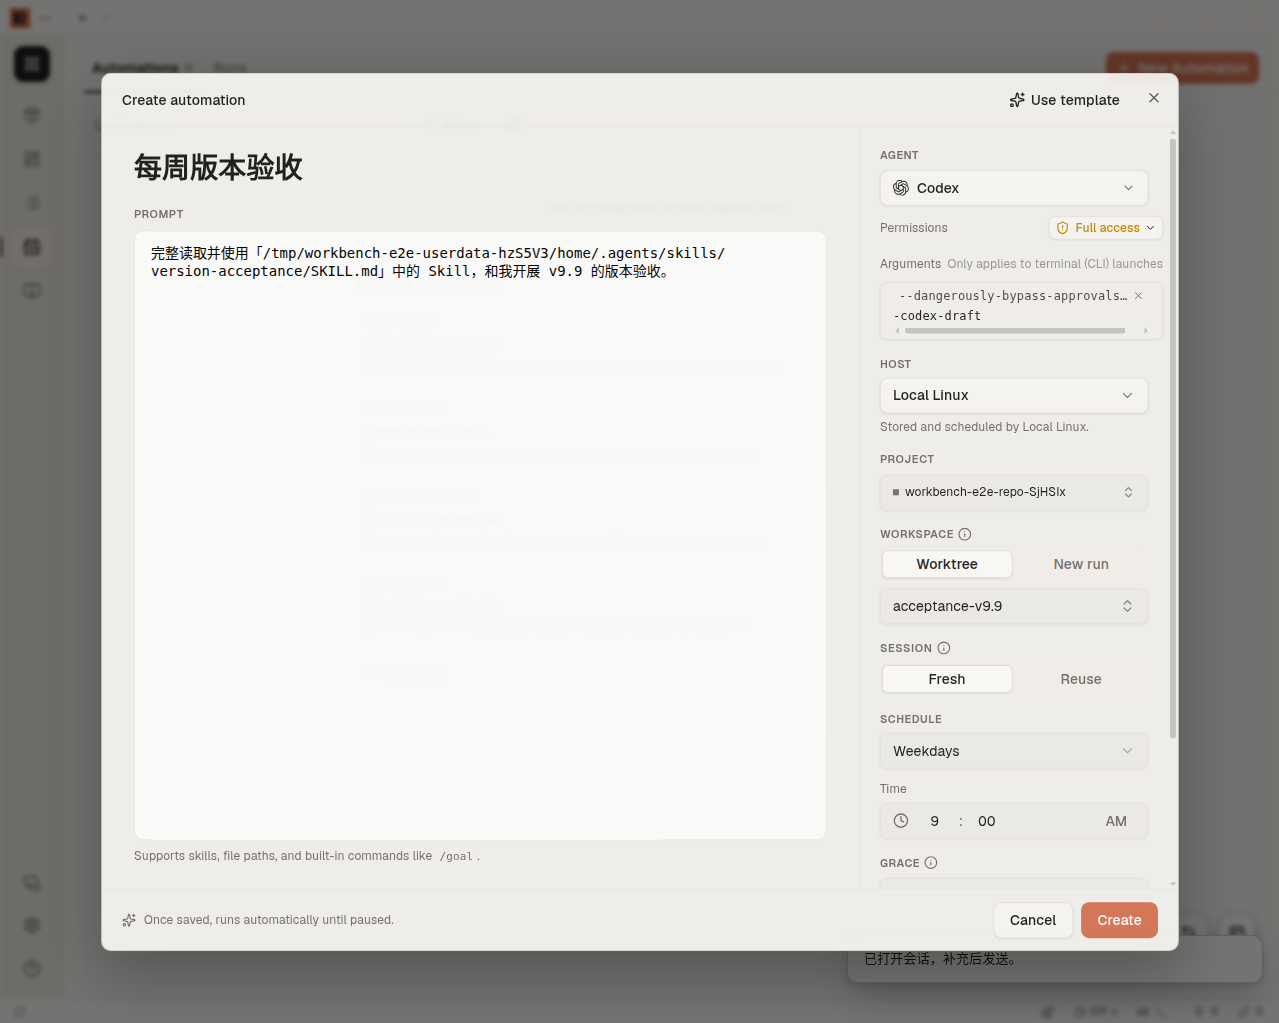 Automations
Runs
New Automation
Create automation
Use template
每周版本验收
PROMPT
完整读取并使用「/tmp/workbench-e2e-userdata-hzS5V3/home/.agents/skills/
version-acceptance/SKILL.md」中的 Skill，和我开展 v9.9 的版本验收。
Supports skills, file paths, and built-in commands like /goal.
AGENT
Codex
Permissions
Full access
Arguments Only applies to terminal (CLI) launches
--dangerously-bypass-approvals…
-codex-draft
HOST
Local Linux
Stored and scheduled by Local Linux.
PROJECT
workbench-e2e-repo-SjHSIx
WORKSPACE
Worktree
New run
acceptance-v9.9
SESSION
Fresh
Reuse
SCHEDULE
Weekdays
Time
9 : 00 AM
GRACE
Once saved, runs automatically until paused.
Cancel
Create
已打开会话，补充后发送。